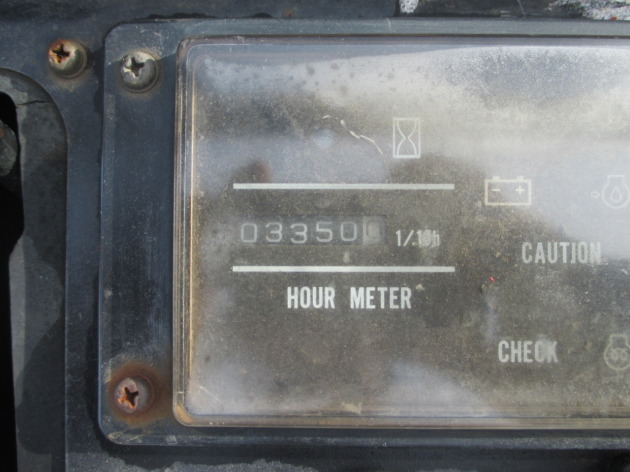 03350
1/10h
CAUTION
HOUR METER
CHECK